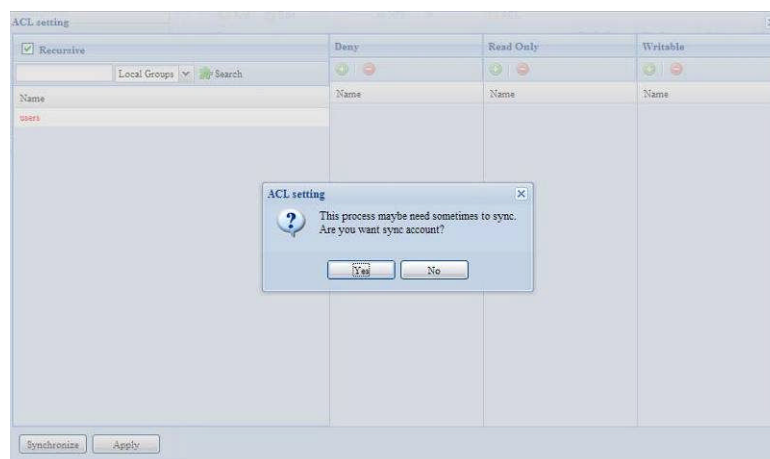 ACL setting
Recursive
Deny
Read Only
Writable
Local Groups
Search
Name
Name
Name
Name
users
ACL setting
This process maybe need sometimes to sync.
Are you want sync account?
Yes
No
Synchronize
Apply